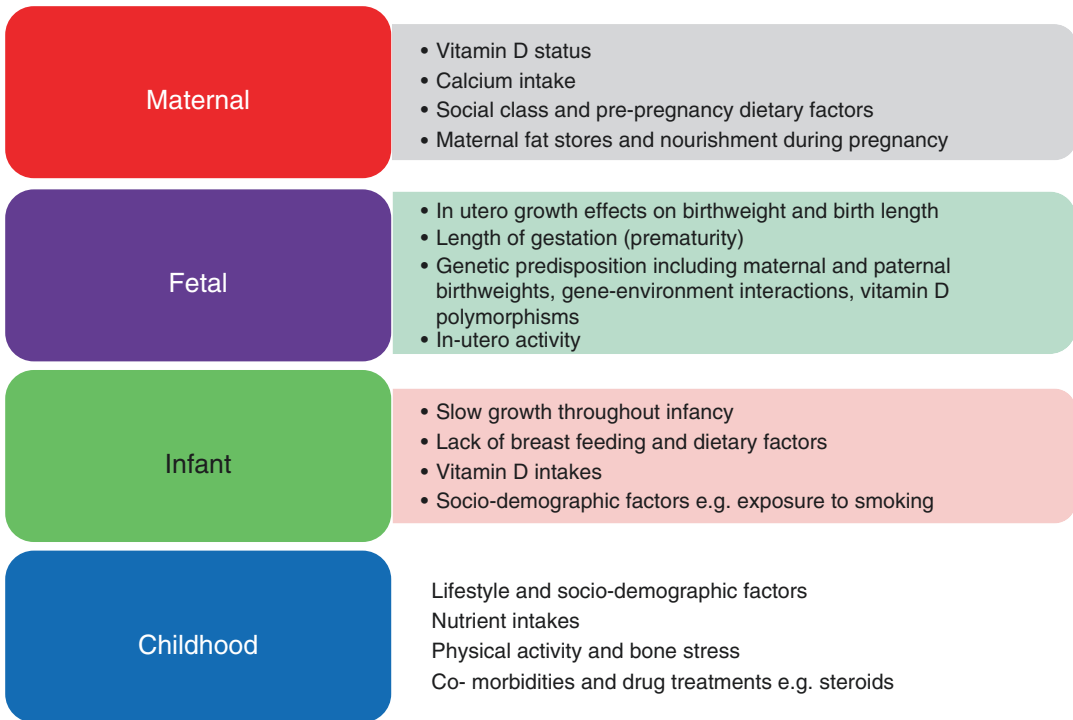 Maternal
• Vitamin D status
• Calcium intake
• Social class and pre-pregnancy dietary factors
• Maternal fat stores and nourishment during pregnancy
Fetal
• In utero growth effects on birthweight and birth length
• Length of gestation (prematurity)
• Genetic predisposition including maternal and paternal
birthweights, gene-environment interactions, vitamin D
polymorphisms
• In-utero activity
Infant
• Slow growth throughout infancy
• Lack of breast feeding and dietary factors
• Vitamin D intakes
• Socio-demographic factors e.g. exposure to smoking
Childhood
Lifestyle and socio-demographic factors
Nutrient intakes
Physical activity and bone stress
Co- morbidities and drug treatments e.g. steroids